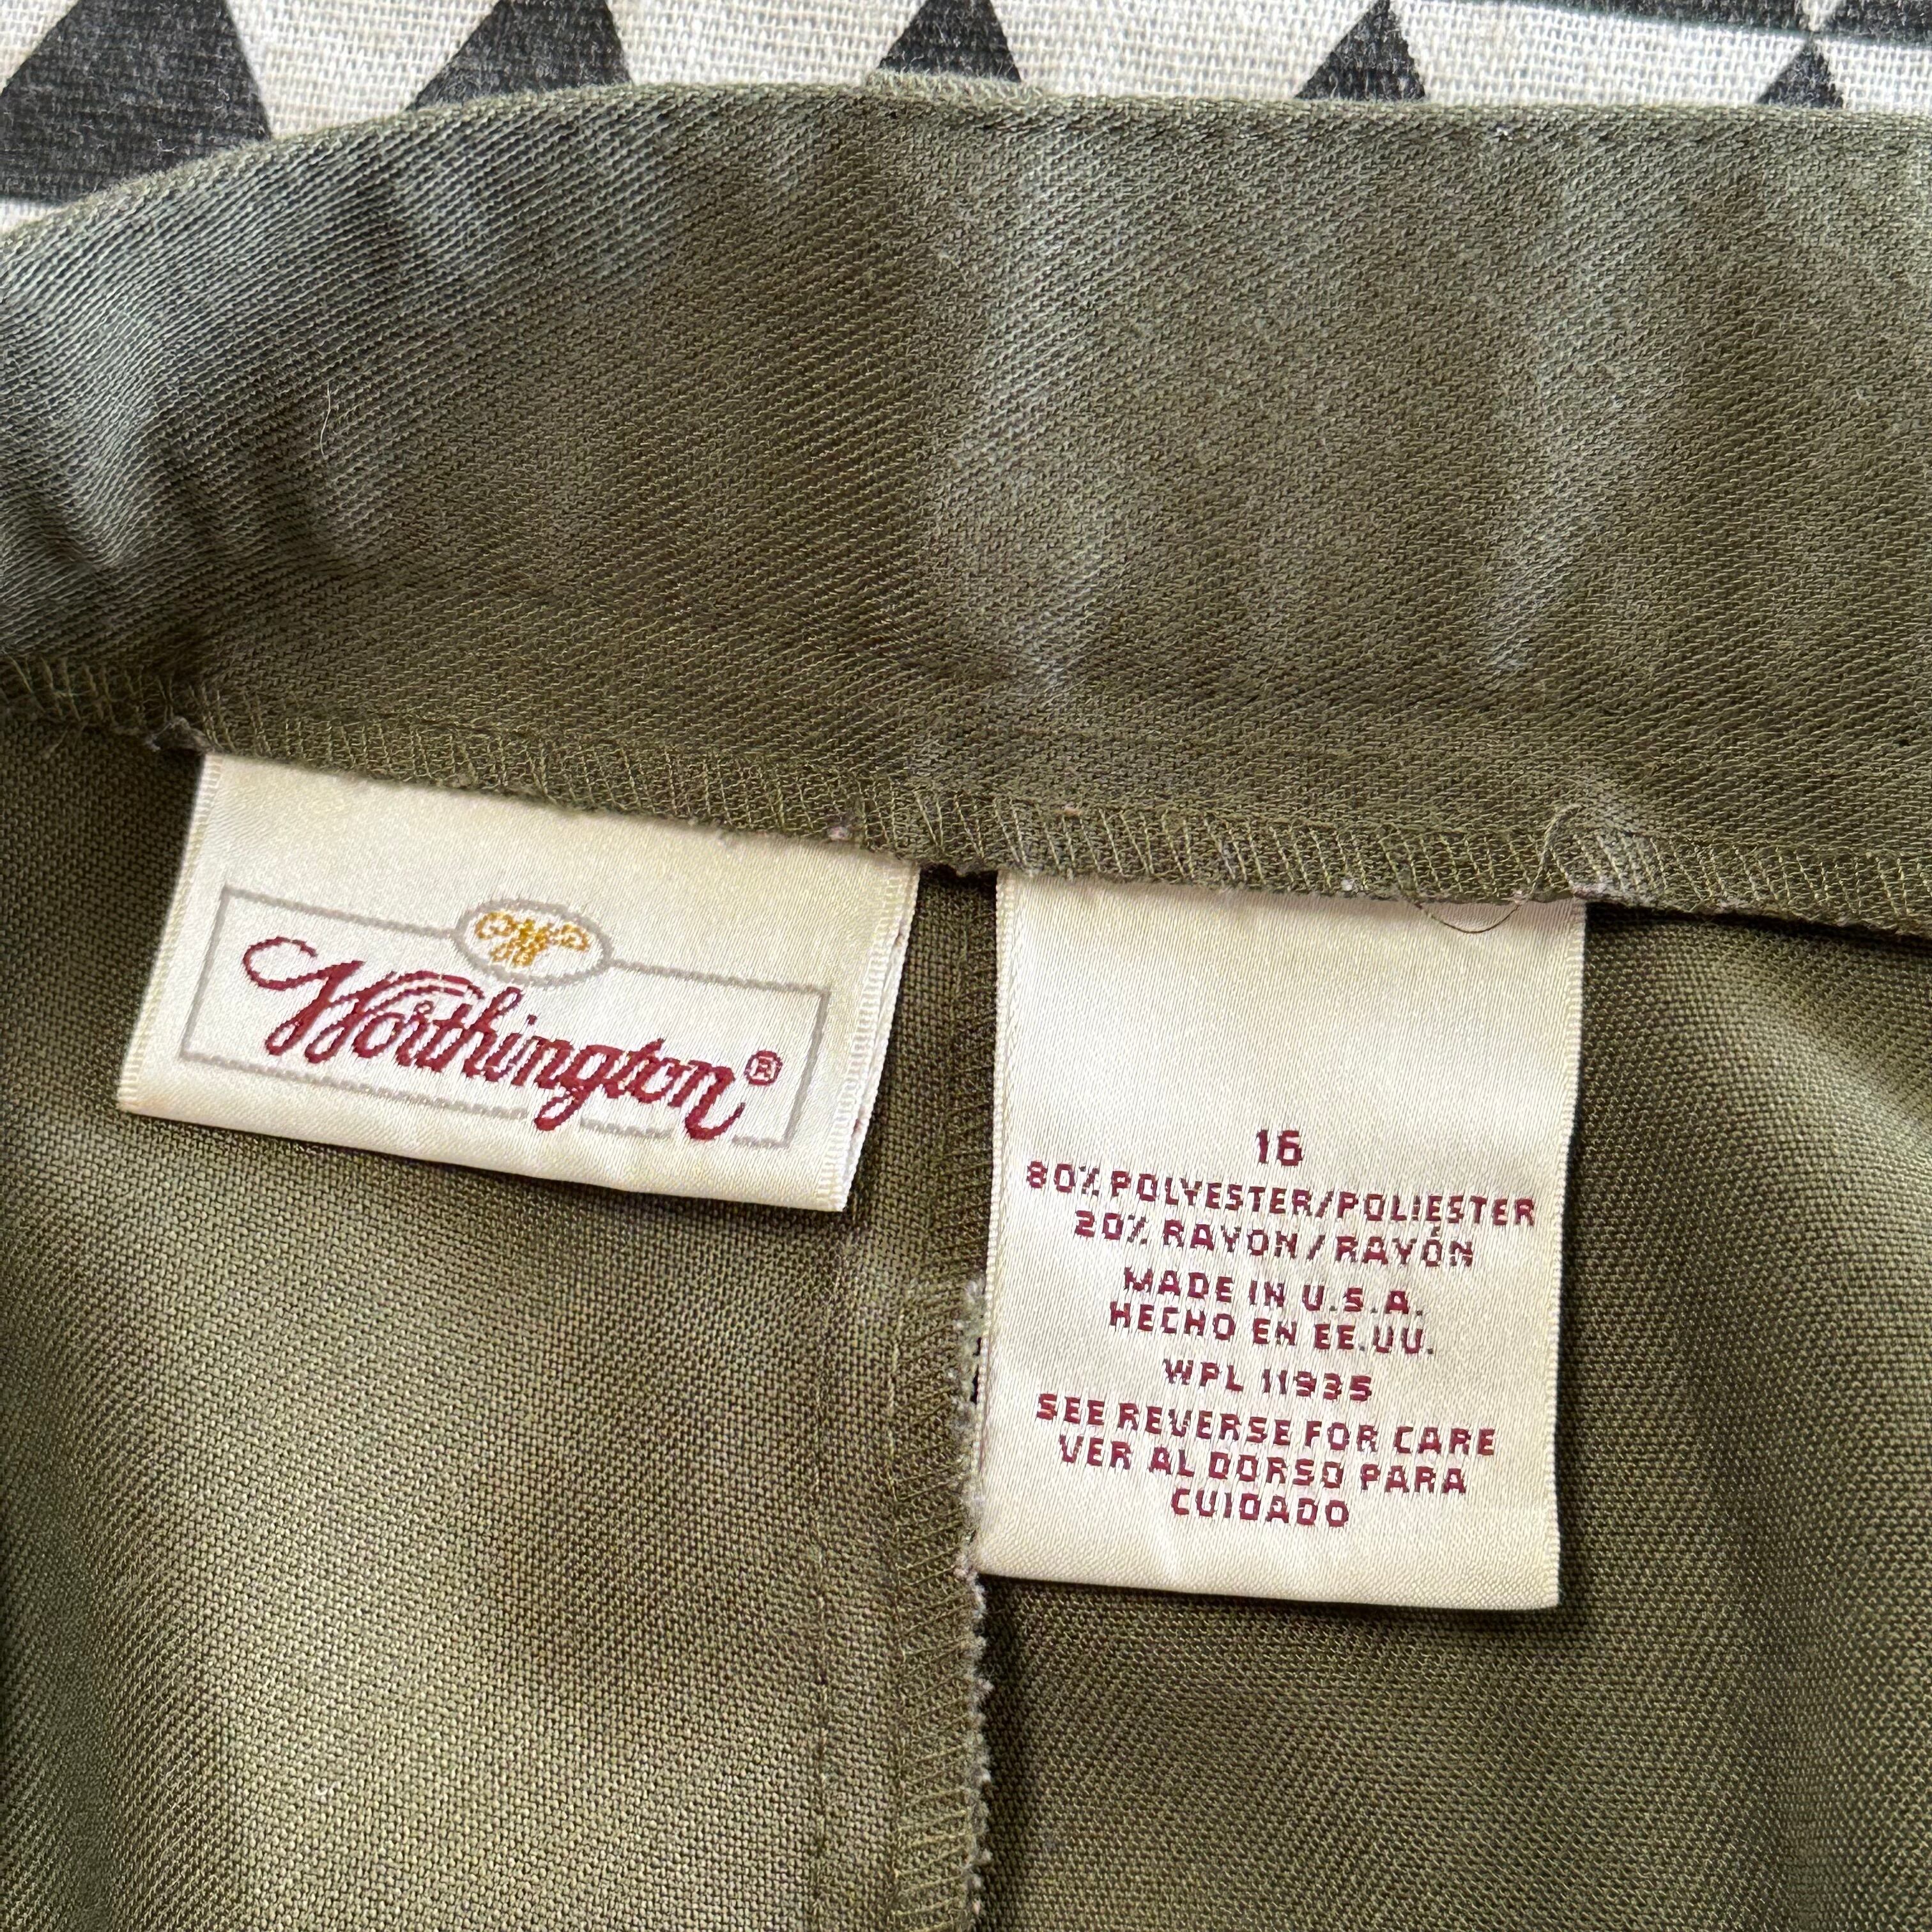 W
Worthington®
16
80% POLYESTER/POLIESTER
20% RAYON/RAYÓN
MADE IN U.S.A.
HECHO EN EE.UU.
WPL 11935
SEE REVERSE FOR CARE
VER AL DORSO PARA
CUIDADO